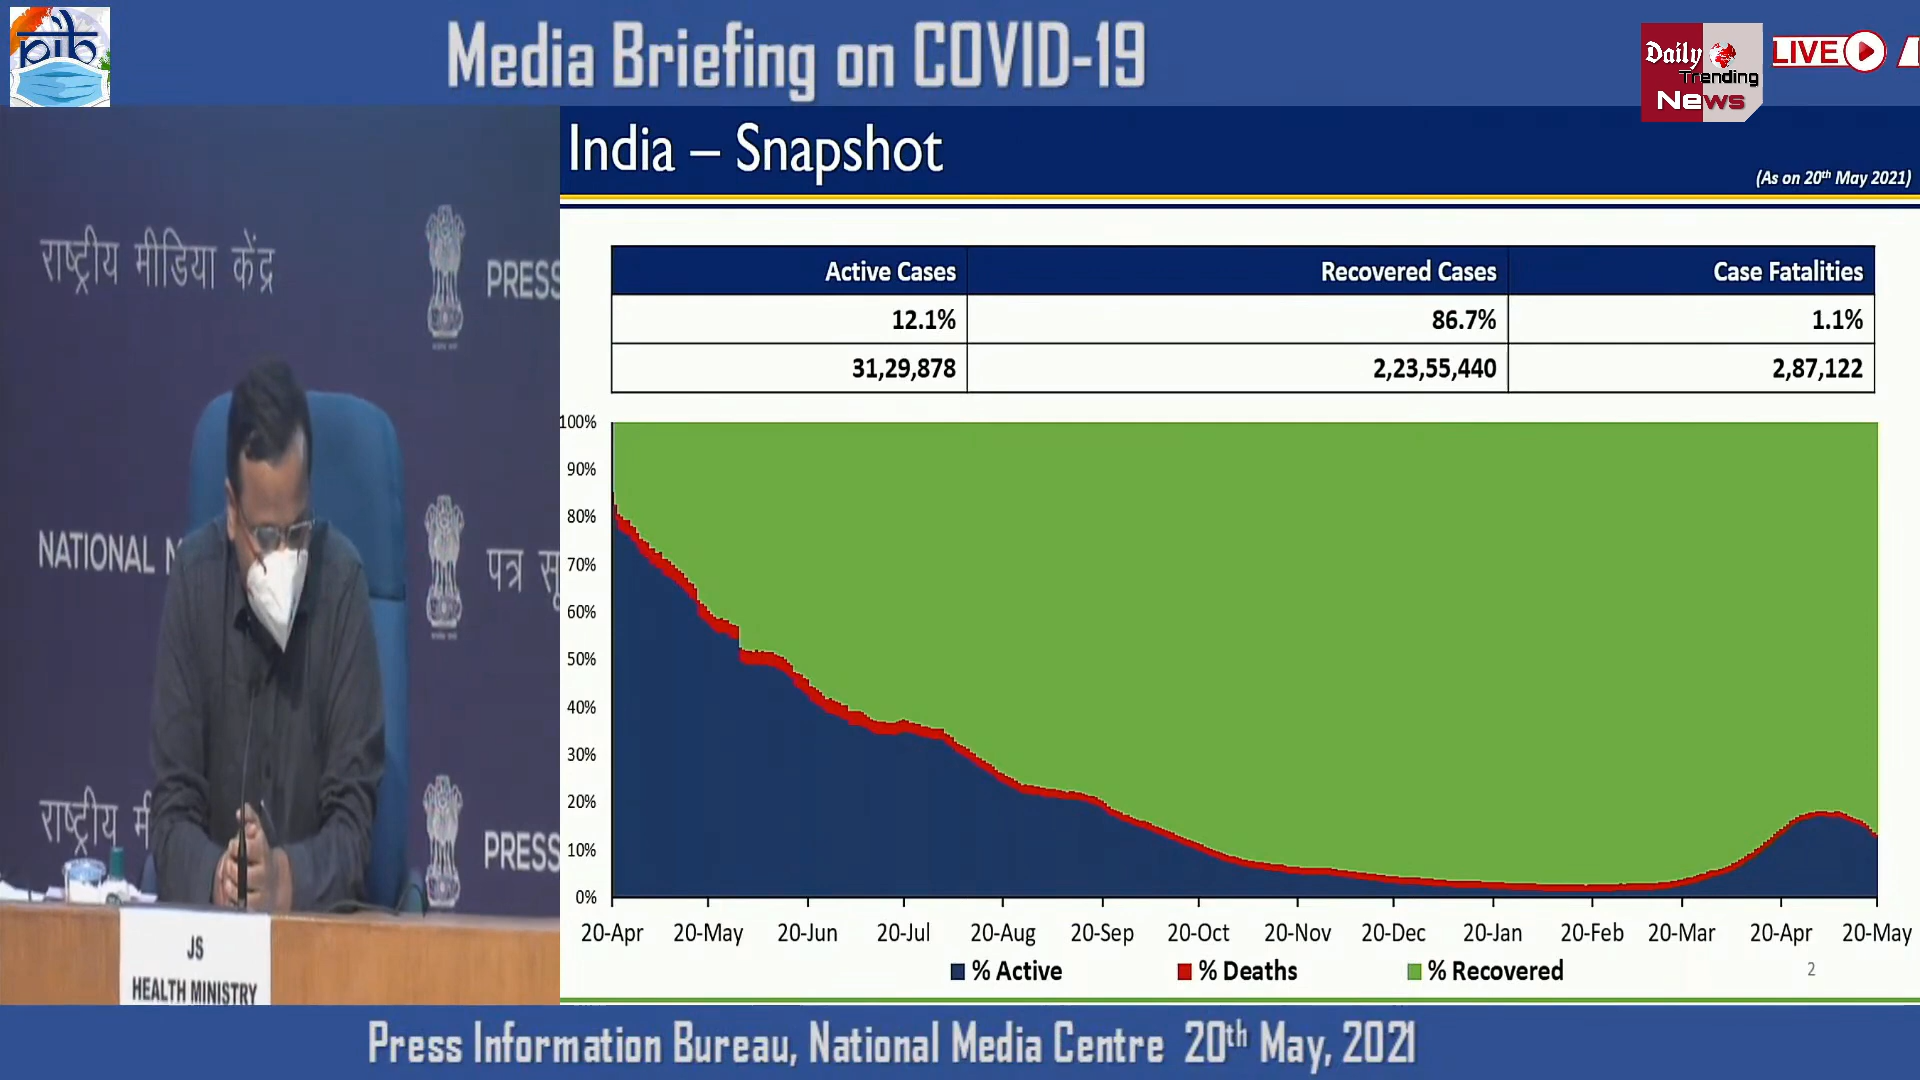 pib
Media Briefing on COVID-19
Daily
Trending
News
LIVE
India – Snapshot
(As on 20th May 2021)
Active Cases Recovered Cases Case Fatalities
12.1% 86.7% 1.1%
31,29,878 2,23,55,440 2,87,122
100%
90%
80%
70%
60%
50%
40%
30%
20%
10%
0%
20-Apr 20-May 20-Jun 20-Jul 20-Aug 20-Sep 20-Oct 20-Nov 20-Dec 20-Jan 20-Feb 20-Mar 20-Apr 20-May
% Active % Deaths % Recovered
2
राष्ट्रीय मीडिया केंद्र
PRESS
NATIONAL
पत्र
राष्ट्रीय
PRESS
JS
HEALTH MINISTRY
Press Information Bureau, National Media Centre 20th May, 2021